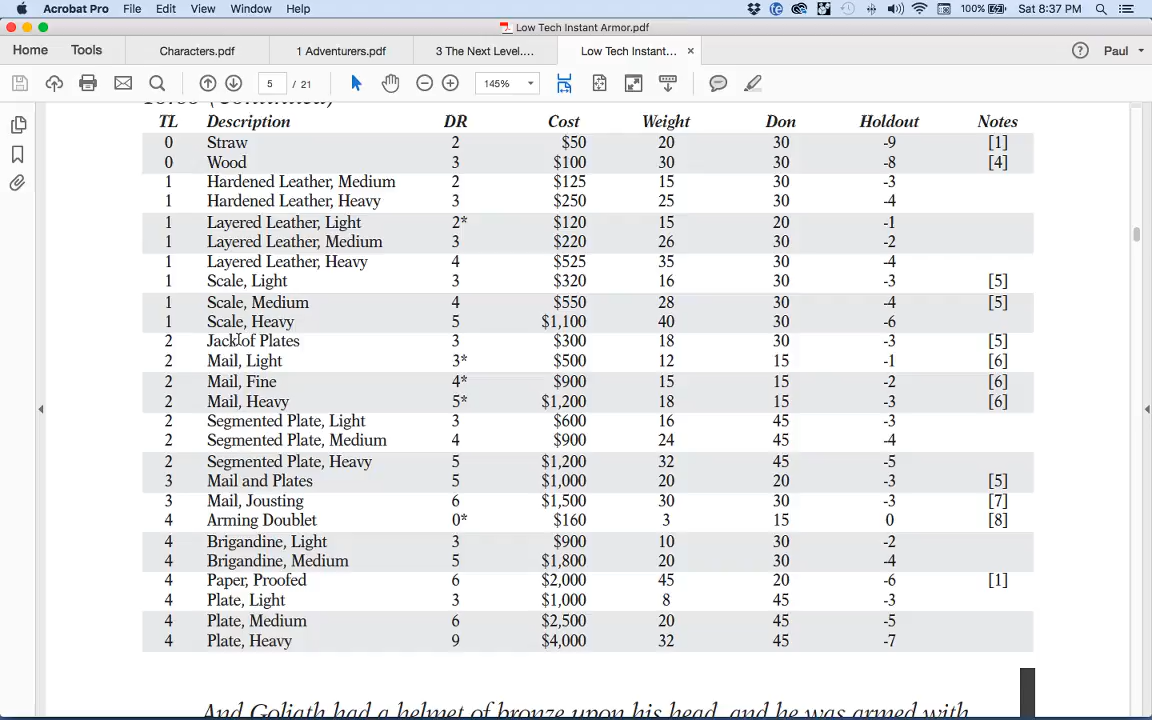 Acrobat Pro File Edit View Window Help 100% Sat 8:37 PM
Low Tech Instant Armor.pdf
Home Tools Characters.pdf 1 Adventurers.pdf 3 The Next Level.... Low Tech Instant... × ? Paul
5 / 21 145%
(Continued)
TL Description DR Cost Weight Don Holdout Notes
0 Straw 2 $50 20 30 -9 [1]
0 Wood 3 $100 30 30 -8 [4]
1 Hardened Leather, Medium 2 $125 15 30 -3
1 Hardened Leather, Heavy 3 $250 25 30 -4
1 Layered Leather, Light 2* $120 15 20 -1
1 Layered Leather, Medium 3 $220 26 30 -2
1 Layered Leather, Heavy 4 $525 35 30 -4
1 Scale, Light 3 $320 16 30 -3 [5]
1 Scale, Medium 4 $550 28 30 -4 [5]
1 Scale, Heavy 5 $1,100 40 30 -6
2 Jack of Plates 3 $300 18 30 -3 [5]
2 Mail, Light 3* $500 12 15 -1 [6]
2 Mail, Fine 4* $900 15 15 -2 [6]
2 Mail, Heavy 5* $1,200 18 15 -3 [6]
2 Segmented Plate, Light 3 $600 16 45 -3
2 Segmented Plate, Medium 4 $900 24 45 -4
2 Segmented Plate, Heavy 5 $1,200 32 45 -5
3 Mail and Plates 5 $1,000 20 20 -3 [5]
3 Mail, Jousting 6 $1,500 30 30 -3 [7]
4 Arming Doublet 0* $160 3 15 0 [8]
4 Brigandine, Light 3 $900 10 30 -2
4 Brigandine, Medium 5 $1,800 20 30 -4
4 Paper, Proofed 6 $2,000 45 20 -6 [1]
4 Plate, Light 3 $1,000 8 45 -3
4 Plate, Medium 6 $2,500 20 45 -5
4 Plate, Heavy 9 $4,000 32 45 -7
And Goliath had a helmet of bronze upon his head, and he was armed with